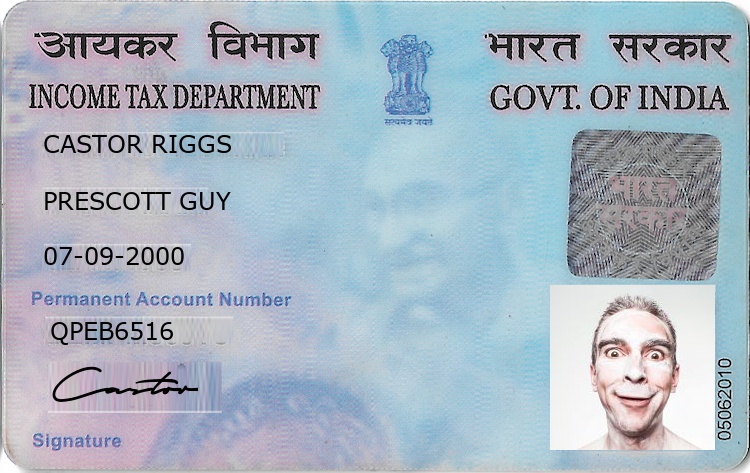 आयकर विभाग
भारत सरकार
INCOME TAX DEPARTMENT
GOVT. OF INDIA
सत्यमेव जयते
CASTOR RIGGS
भारत
सरकार
PRESCOTT GUY
07-09-2000
Permanent Account Number
QPEB6516
Castor
Signature
05062010